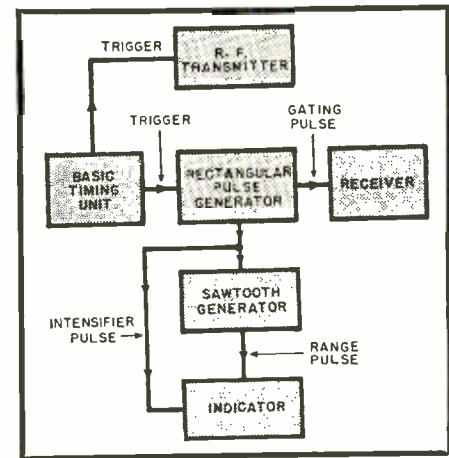 TRIGGER
R. F.
TRANSMITTER
TRIGGER
GATING
PULSE
BASIC
TIMING
UNIT
RECTANGULAR
PULSE
GENERATOR
RECEIVER
SAWTOOTH
GENERATOR
INTENSIFIER
PULSE
RANGE
PULSE
INDICATOR